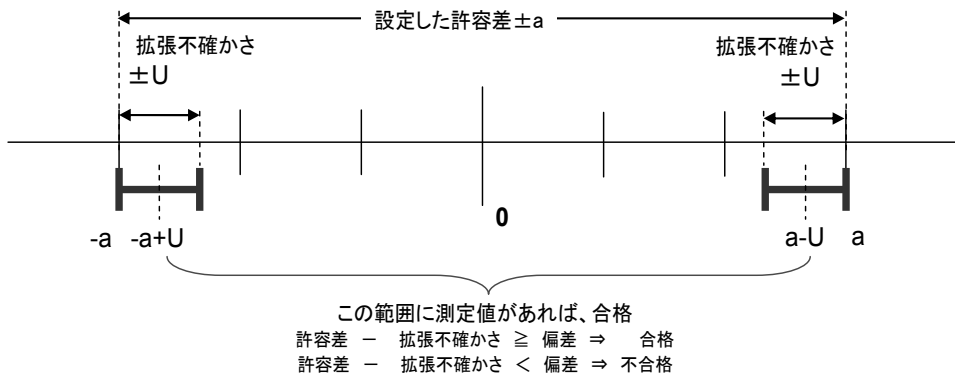 設定した許容差±a
拡張不確かさ
±U
拡張不確かさ
±U
0
-a -a+U
a-U a
この範囲に測定値があれば、合格
許容差 － 拡張不確かさ ≧ 偏差 ⇒ 合格
許容差 － 拡張不確かさ < 偏差 ⇒ 不合格